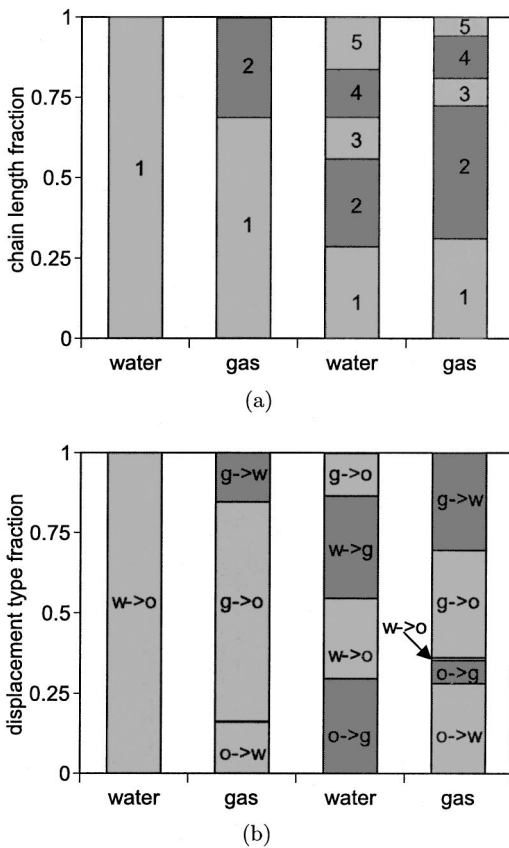 1
0.75
0.5
0.25
0
chain length fraction
1
2
1
5
4
3
2
1
5
4
3
2
1
water gas water gas
(a)
1
0.75
0.5
0.25
0
displacement type fraction
w->o
g->w
g->o
o->w
g->o
w->g
w->o
o->g
w->o
g->w
g->o
o->g
o->w
water gas water gas
(b)